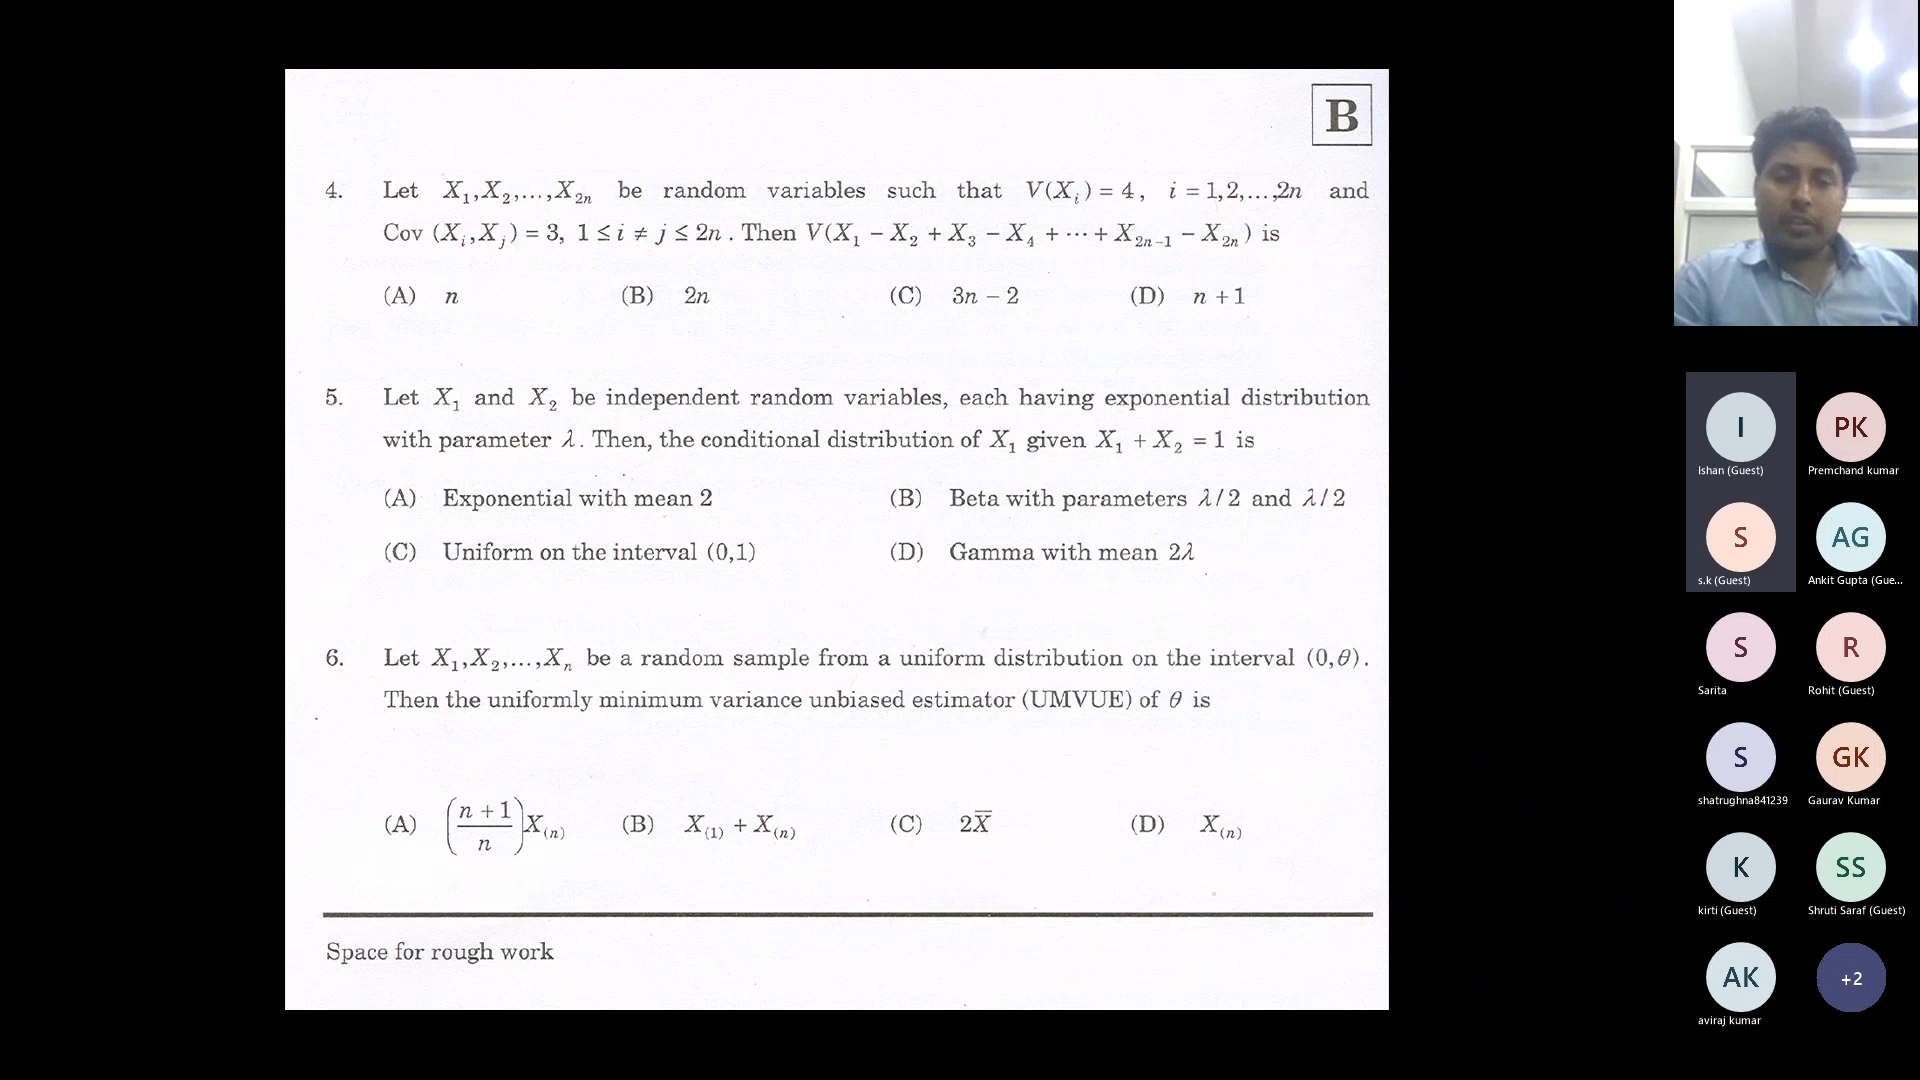 B
4. Let X₁,X₂,...,X₂ₙ be random variables such that V(Xᵢ) = 4, i = 1,2,...,2n and
Cov (Xᵢ,Xⱼ) = 3, 1 ≤ i ≠ j ≤ 2n. Then V(X₁ − X₂ + X₃ − X₄ + ⋯ + X₂ₙ₋₁ − X₂ₙ) is
(A) n (B) 2n (C) 3n − 2 (D) n + 1
5. Let X₁ and X₂ be independent random variables, each having exponential distribution
with parameter λ. Then, the conditional distribution of X₁ given X₁ + X₂ = 1 is
(A) Exponential with mean 2 (B) Beta with parameters λ/2 and λ/2
(C) Uniform on the interval (0,1) (D) Gamma with mean 2λ
6. Let X₁,X₂,...,Xₙ be a random sample from a uniform distribution on the interval (0,θ).
Then the uniformly minimum variance unbiased estimator (UMVUE) of θ is
(A) ((n + 1)/n)X₍ₙ₎ (B) X₍₁₎ + X₍ₙ₎ (C) 2X̅ (D) X₍ₙ₎
Space for rough work
I PK
Ishan (Guest) Premchand kumar
S AG
s.k (Guest) Ankit Gupta (Gue...
S R
Sarita Rohit (Guest)
S GK
shatrughna841239 Gaurav Kumar
K SS
kirti (Guest) Shruti Saraf (Guest)
AK +2
aviraj kumar